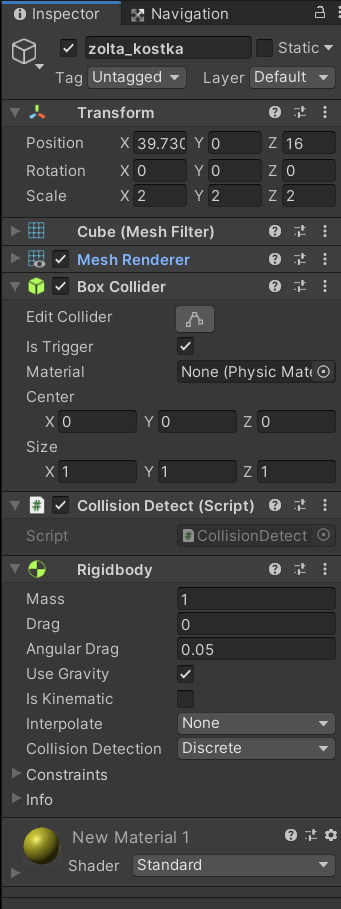 Inspector Navigation
zolta_kostka Static
Tag Untagged Layer Default
Transform
Position X 39.730 Y 0 Z 16
Rotation X 0 Y 0 Z 0
Scale X 2 Y 2 Z 2
Cube (Mesh Filter)
Mesh Renderer
Box Collider
Edit Collider
Is Trigger
Material None (Physic Mate
Center
X 0 Y 0 Z 0
Size
X 1 Y 1 Z 1
# Collision Detect (Script)
Script # CollisionDetect
Rigidbody
Mass 1
Drag 0
Angular Drag 0.05
Use Gravity
Is Kinematic
Interpolate None
Collision Detection Discrete
Constraints
Info
New Material 1
Shader Standard